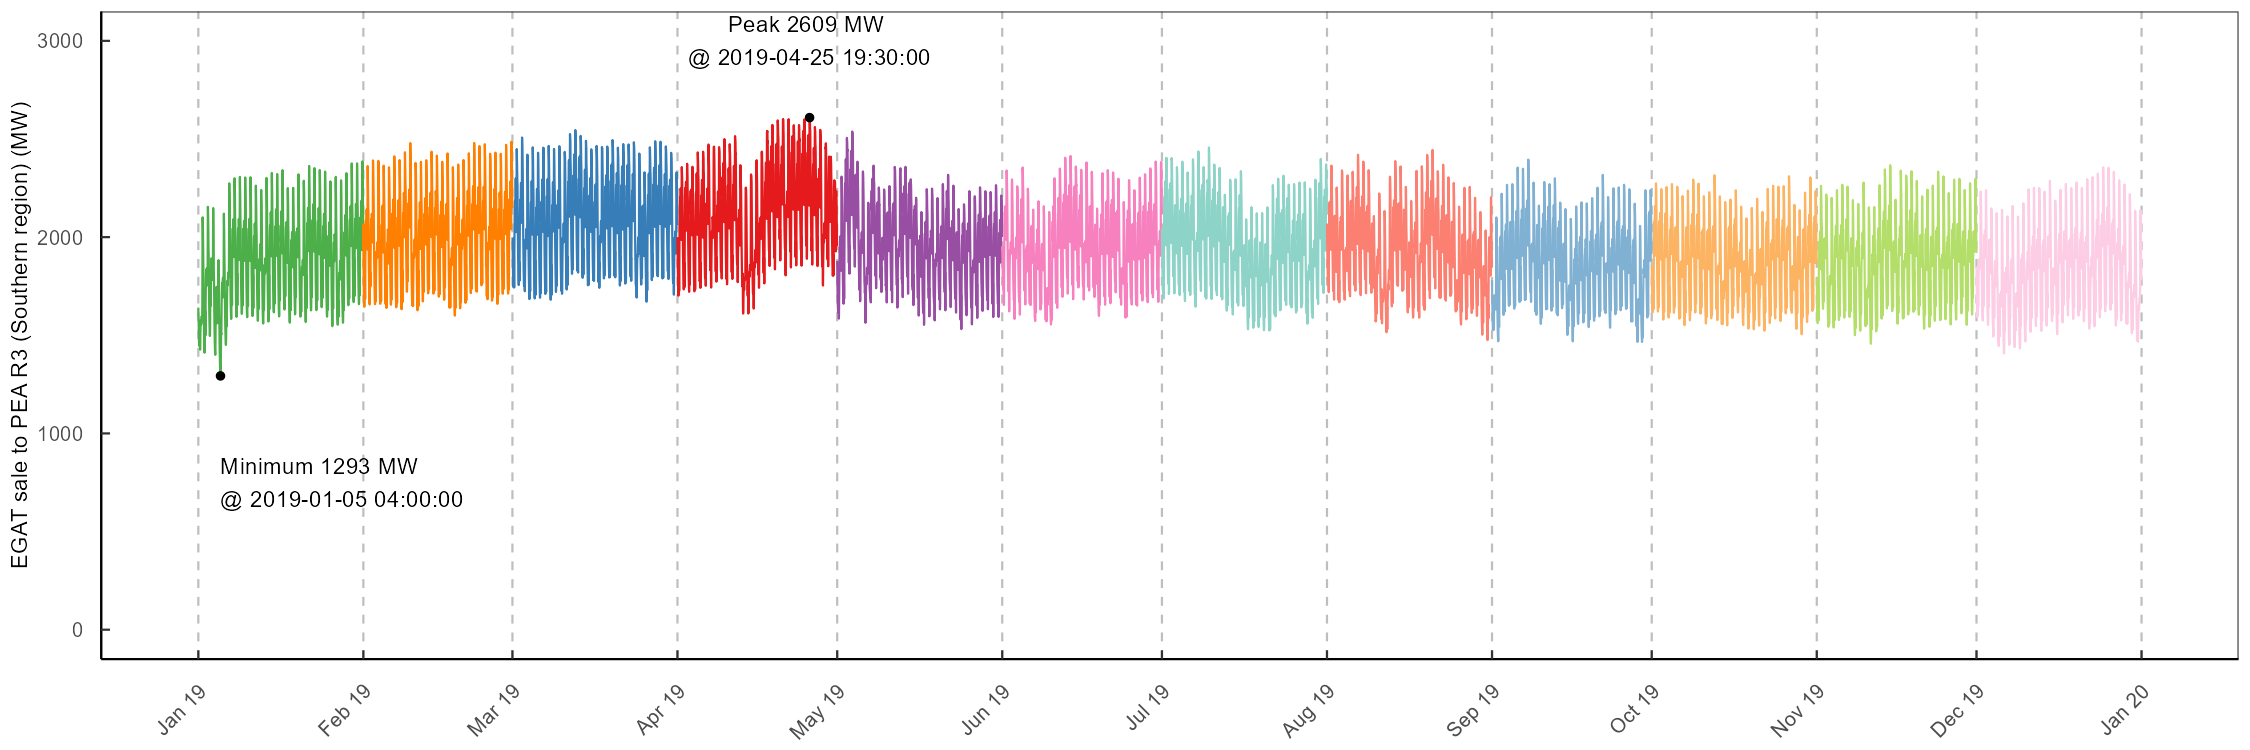 Peak 2609 MW
@ 2019-04-25 19:30:00
3000
2000
1000
0
EGAT sale to PEA R3 (Southern region) (MW)
Minimum 1293 MW
@ 2019-01-05 04:00:00
Jan 19
Feb 19
Mar 19
Apr 19
May 19
Jun 19
Jul 19
Aug 19
Sep 19
Oct 19
Nov 19
Dec 19
Jan 20